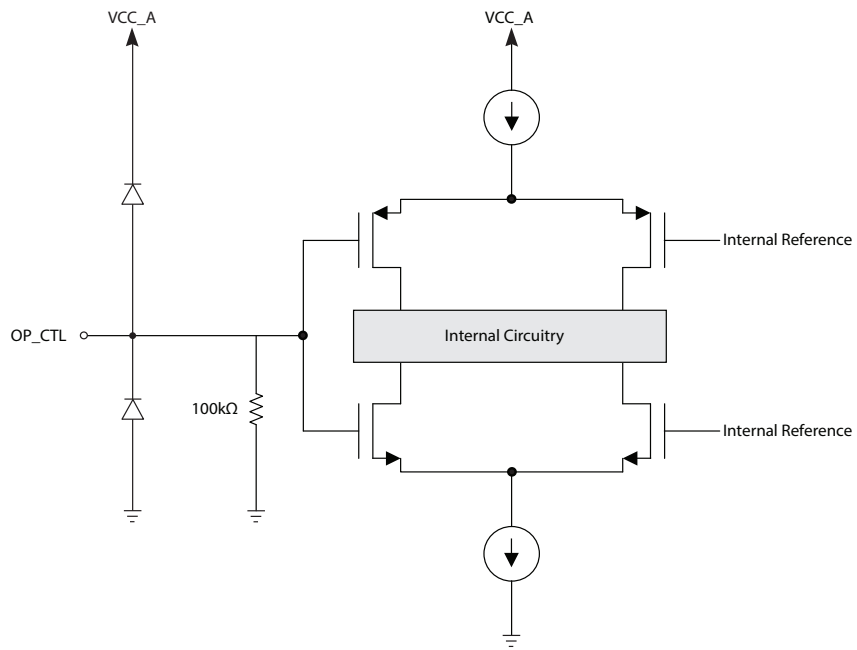 VCC_A
VCC_A
Internal Reference
OP_CTL
Internal Circuitry
100kΩ
Internal Reference